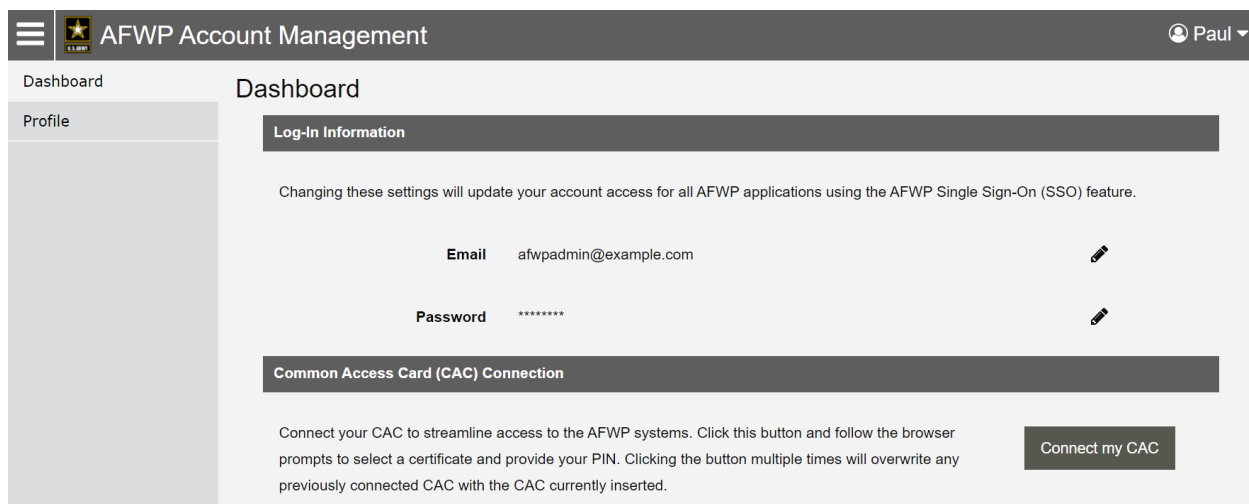 AFWP Account Management
Paul
Dashboard
Profile
Dashboard
Log-In Information
Changing these settings will update your account access for all AFWP applications using the AFWP Single Sign-On (SSO) feature.
Email afwpadmin@example.com
Password ********
Common Access Card (CAC) Connection
Connect your CAC to streamline access to the AFWP systems. Click this button and follow the browser
prompts to select a certificate and provide your PIN. Clicking the button multiple times will overwrite any
previously connected CAC with the CAC currently inserted.
Connect my CAC